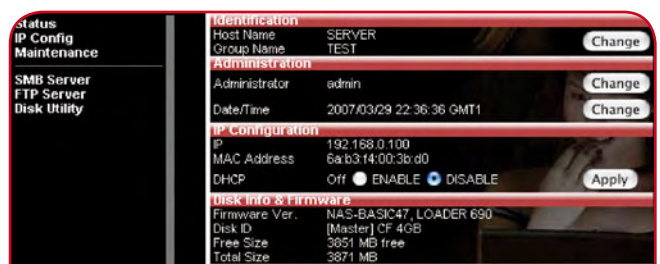 Status
IP Config
Maintenance
SMB Server
FTP Server
Disk Utility
Identification
Host Name SERVER
Group Name TEST
Change
Administration
Administrator admin Change
Date/Time 2007/03/29 22:36:36 GMT1 Change
IP Configuration
IP 192.168.0.100
MAC Address 6a:b3:f4:00:3b:d0
DHCP Off ENABLE DISABLE Apply
Disk Info & Firmware
Firmware Ver. NAS-BASIC47, LOADER 690
Disk ID [Master] CF 4GB
Free Size 3851 MB free
Total Size 3871 MB